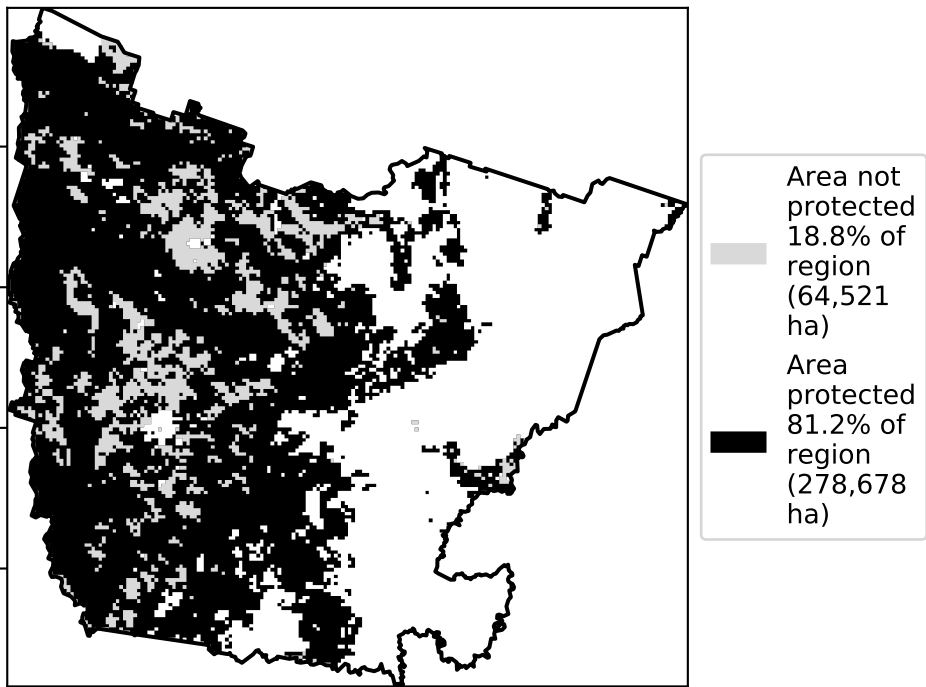 Area not
protected
18.8% of
region
(64,521
ha)
Area
protected
81.2% of
region
(278,678
ha)